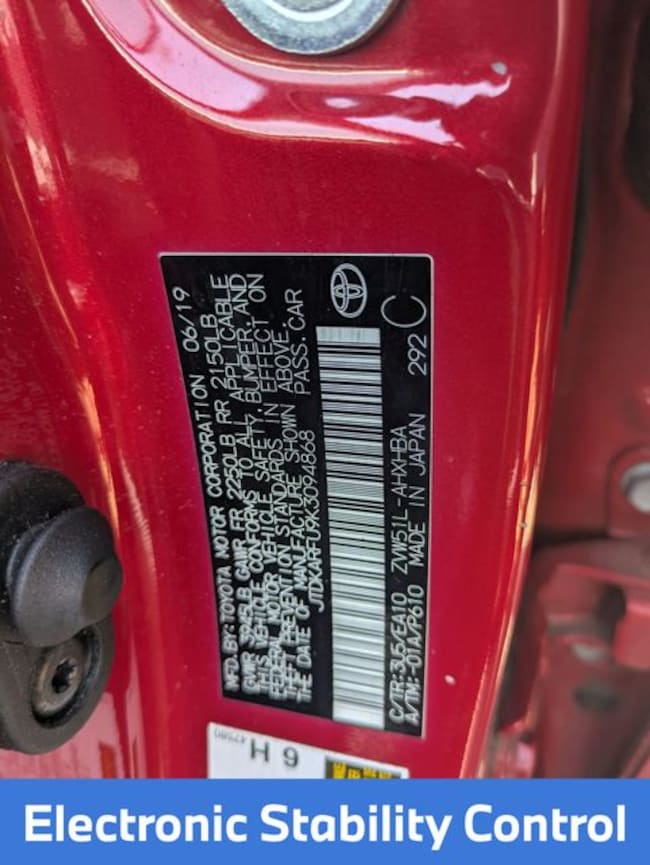 MFD. BY: TOYOTA MOTOR CORPORATION 06/19
GVWR 3945LB GAWR FR 2250LB RR 2150LB
THIS VEHICLE CONFORMS TO ALL APPLICABLE
FEDERAL MOTOR VEHICLE SAFETY, BUMPER, AND
THEFT PREVENTION STANDARDS IN EFFECT ON
THE DATE OF MANUFACTURE SHOWN ABOVE.
JTDKARFU9K3094868 PASS. CAR
C/TR: 3U5/EA10 ZVW51L-AHXHBA
A/TM: -01A/P610 MADE IN JAPAN 292 C
H 6
47580
Electronic Stability Control